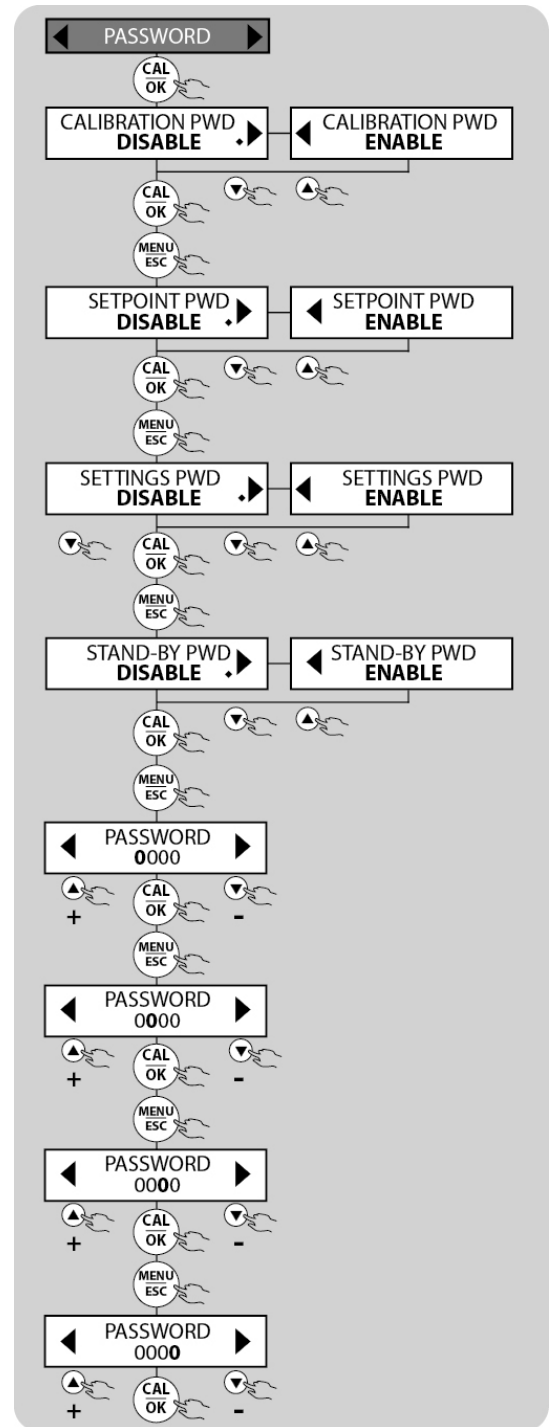 PASSWORD
CAL
OK
CALIBRATION PWD
DISABLE
CALIBRATION PWD
ENABLE
CAL
OK
MENU
ESC
SETPOINT PWD
DISABLE
SETPOINT PWD
ENABLE
CAL
OK
MENU
ESC
SETTINGS PWD
DISABLE
SETTINGS PWD
ENABLE
CAL
OK
MENU
ESC
STAND-BY PWD
DISABLE
STAND-BY PWD
ENABLE
CAL
OK
MENU
ESC
PASSWORD
0000
CAL
OK
+ -
MENU
ESC
PASSWORD
0000
CAL
OK
+ -
MENU
ESC
PASSWORD
0000
CAL
OK
+ -
MENU
ESC
PASSWORD
0000
CAL
OK
+ -